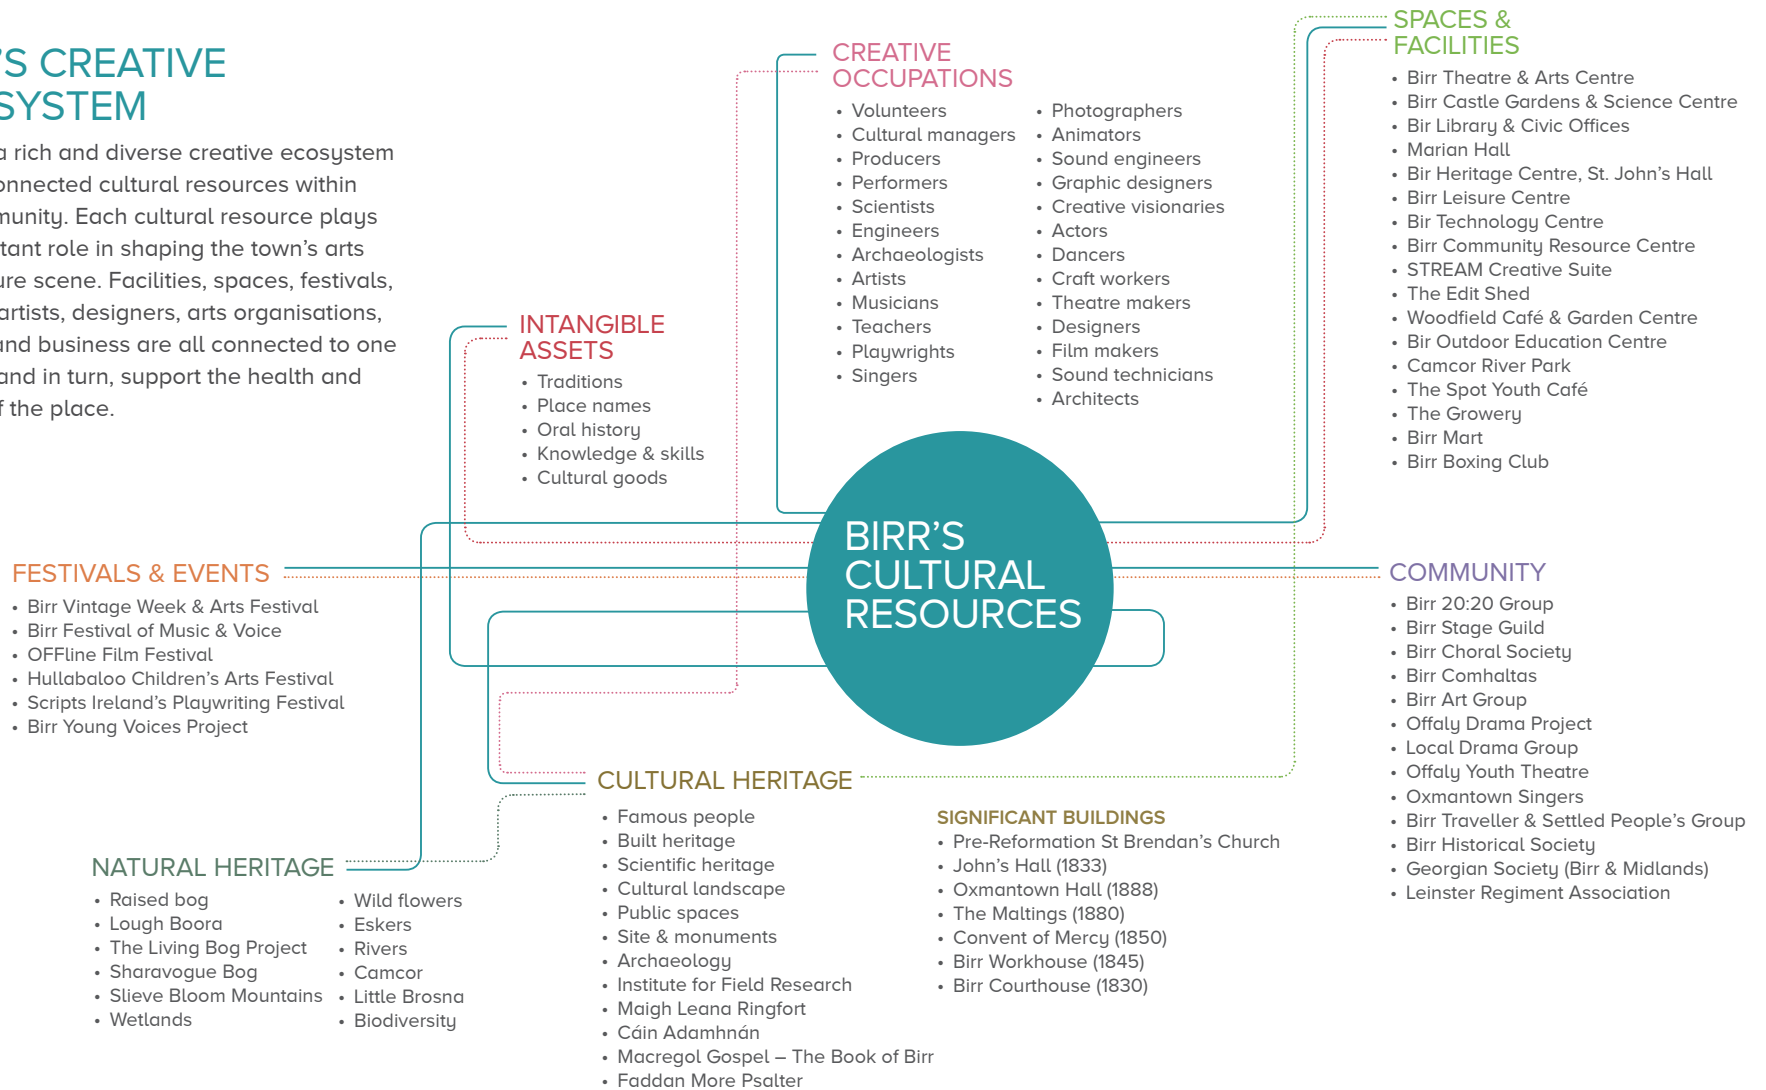 'S CREATIVE
SYSTEM
a rich and diverse creative ecosystem
onnected cultural resources within
munity. Each cultural resource plays
tant role in shaping the town's arts
ure scene. Facilities, spaces, festivals,
artists, designers, arts organisations,
and business are all connected to one
and in turn, support the health and
f the place.
INTANGIBLE
ASSETS
• Traditions
• Place names
• Oral history
• Knowledge & skills
• Cultural goods
CREATIVE
OCCUPATIONS
• Volunteers
• Cultural managers
• Producers
• Performers
• Scientists
• Engineers
• Archaeologists
• Artists
• Musicians
• Teachers
• Playwrights
• Singers
• Photographers
• Animators
• Sound engineers
• Graphic designers
• Creative visionaries
• Actors
• Dancers
• Craft workers
• Theatre makers
• Designers
• Film makers
• Sound technicians
• Architects
SPACES &
FACILITIES
• Birr Theatre & Arts Centre
• Birr Castle Gardens & Science Centre
• Bir Library & Civic Offices
• Marian Hall
• Bir Heritage Centre, St. John's Hall
• Birr Leisure Centre
• Bir Technology Centre
• Birr Community Resource Centre
• STREAM Creative Suite
• The Edit Shed
• Woodfield Café & Garden Centre
• Bir Outdoor Education Centre
• Camcor River Park
• The Spot Youth Café
• The Growery
• Birr Mart
• Birr Boxing Club
BIRR'S
CULTURAL
RESOURCES
FESTIVALS & EVENTS
• Birr Vintage Week & Arts Festival
• Birr Festival of Music & Voice
• OFFline Film Festival
• Hullabaloo Children's Arts Festival
• Scripts Ireland's Playwriting Festival
• Birr Young Voices Project
COMMUNITY
• Birr 20:20 Group
• Birr Stage Guild
• Birr Choral Society
• Birr Comhaltas
• Birr Art Group
• Offaly Drama Project
• Local Drama Group
• Offaly Youth Theatre
• Oxmantown Singers
• Birr Traveller & Settled People's Group
• Birr Historical Society
• Georgian Society (Birr & Midlands)
• Leinster Regiment Association
NATURAL HERITAGE
• Raised bog
• Lough Boora
• The Living Bog Project
• Sharavogue Bog
• Slieve Bloom Mountains
• Wetlands
• Wild flowers
• Eskers
• Rivers
• Camcor
• Little Brosna
• Biodiversity
CULTURAL HERITAGE
• Famous people
• Built heritage
• Scientific heritage
• Cultural landscape
• Public spaces
• Site & monuments
• Archaeology
• Institute for Field Research
• Maigh Leana Ringfort
• Cáin Adamhnán
• Macregol Gospel – The Book of Birr
• Faddan More Psalter
SIGNIFICANT BUILDINGS
• Pre-Reformation St Brendan's Church
• John's Hall (1833)
• Oxmantown Hall (1888)
• The Maltings (1880)
• Convent of Mercy (1850)
• Birr Workhouse (1845)
• Birr Courthouse (1830)